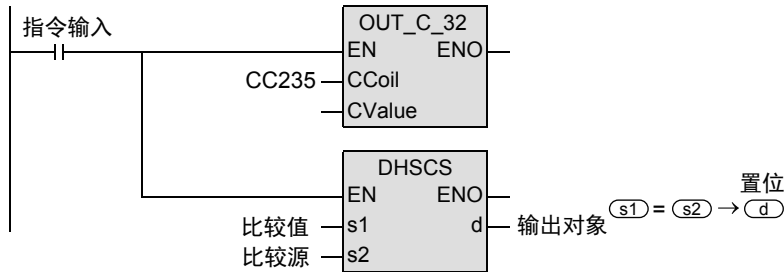 指令输入
OUT_C_32
EN ENO
CC235 CCoil
CValue
DHSCS
EN ENO
置位
比较值 s1 d 输出对象 s1 = s2 → d
比较源 s2